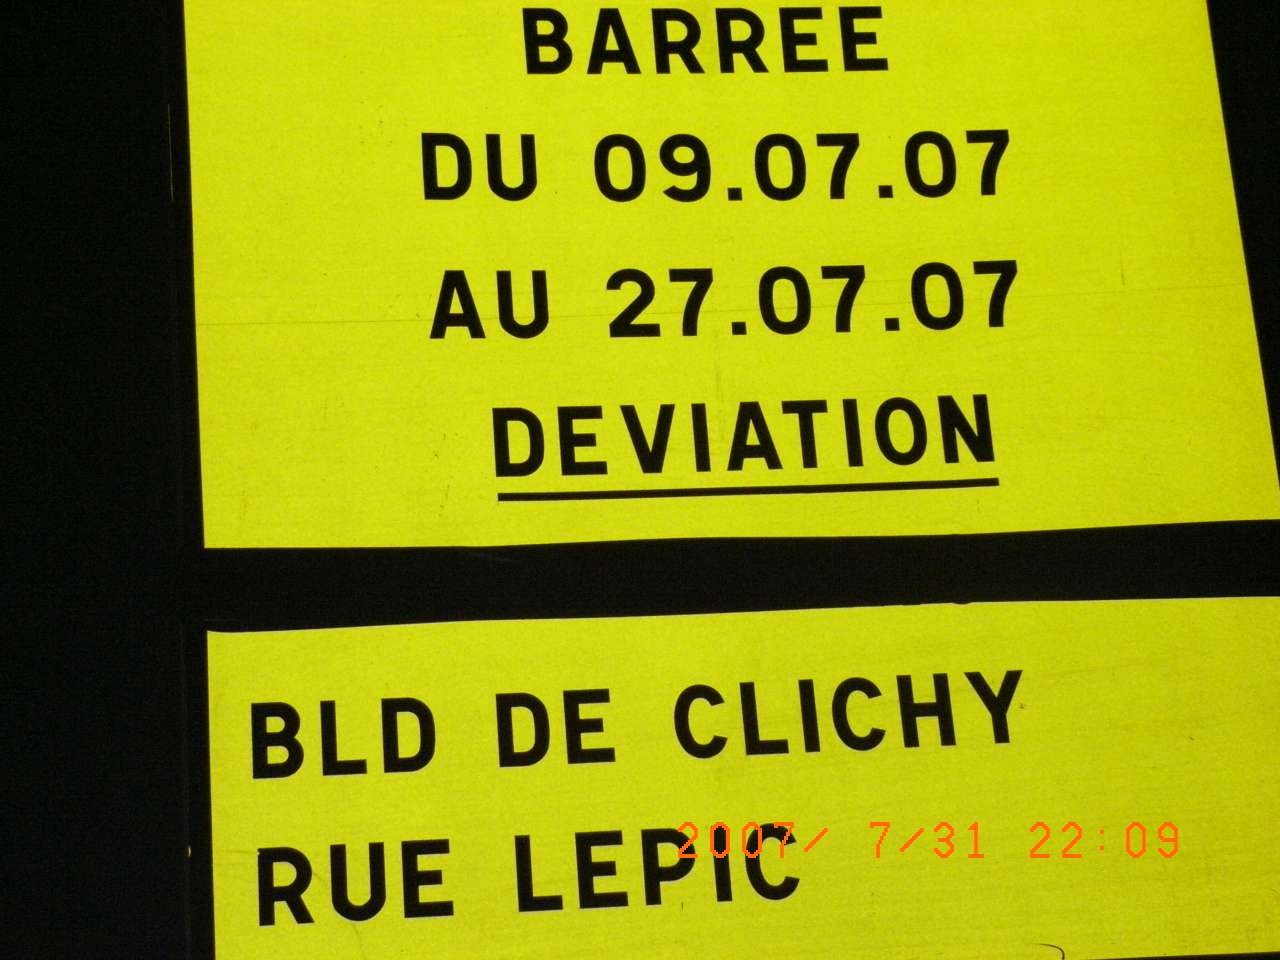 BARREE
DU 09.07.07
AU 27.07.07
DEVIATION
BLD DE CLICHY
RUE LEPIC
2007/ 7/31 22:09